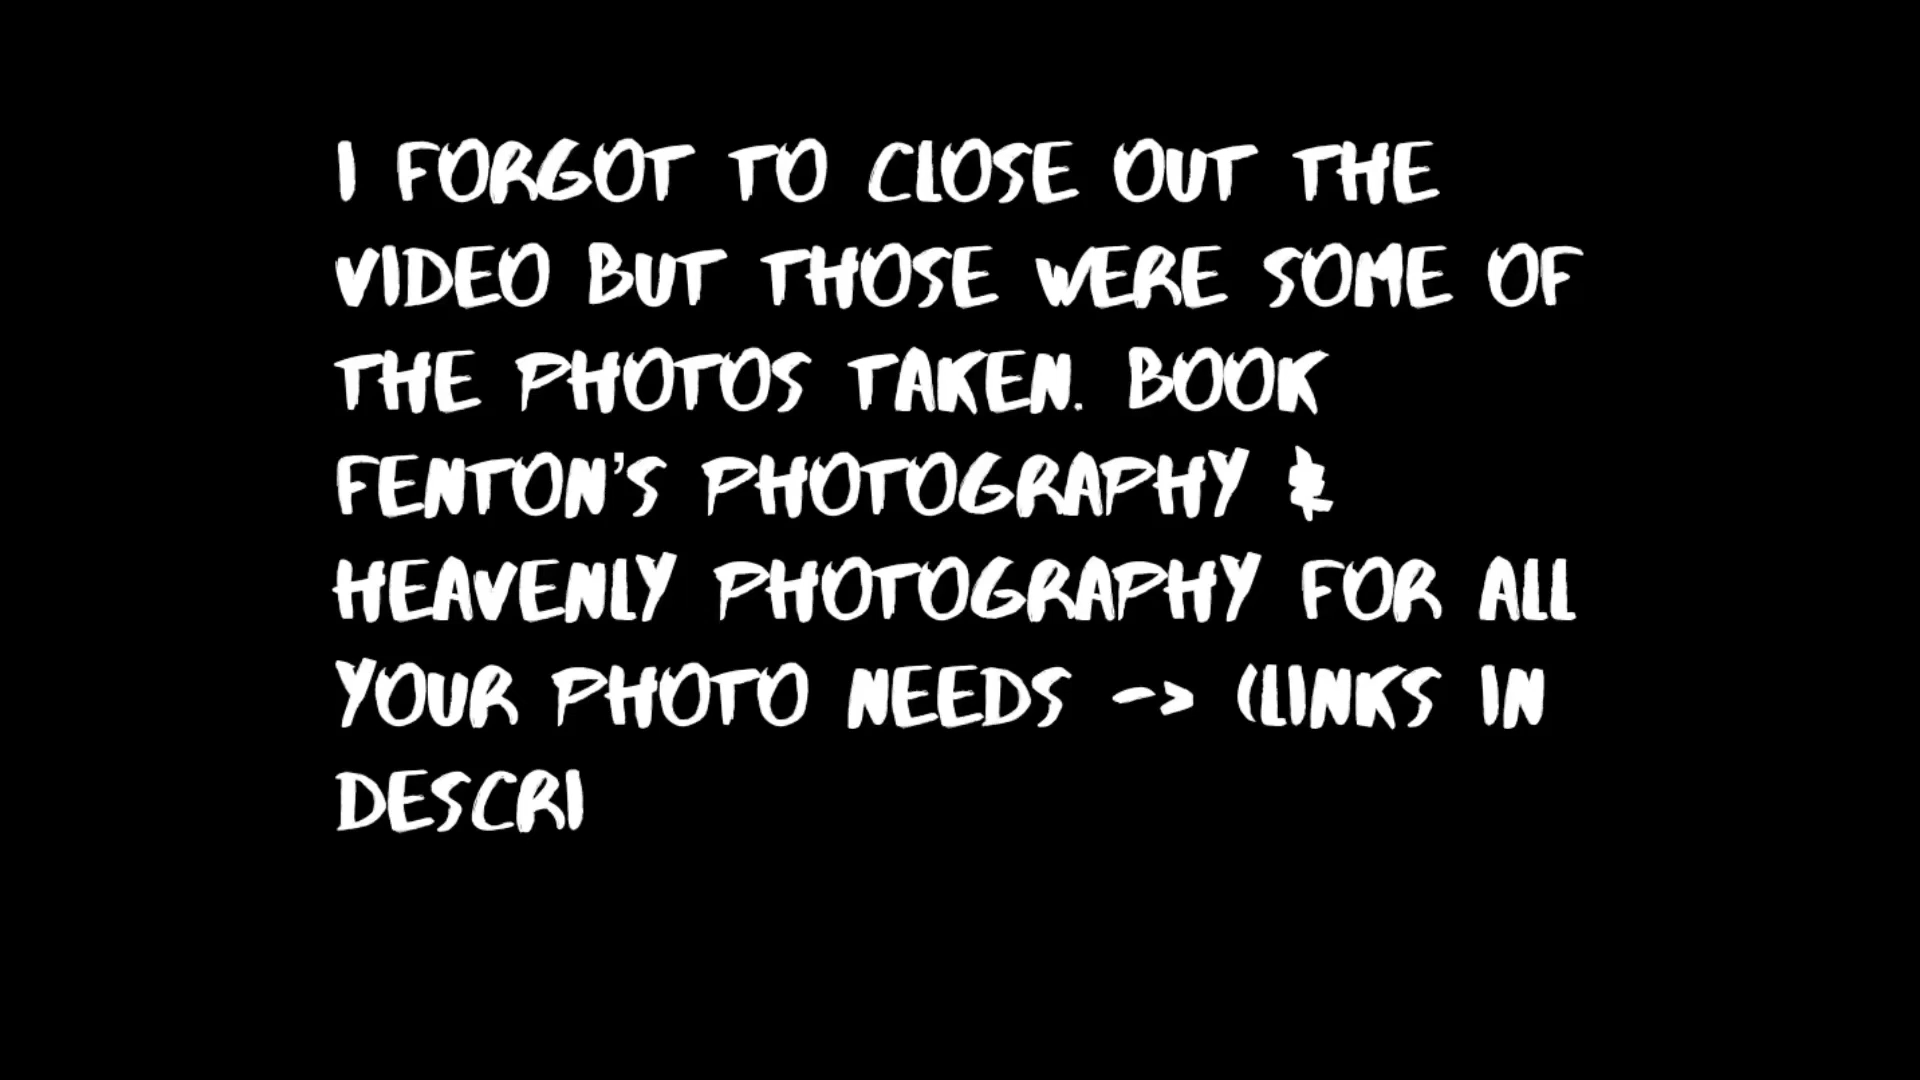 I FORGOT TO CLOSE OUT THE
VIDEO BUT THOSE WERE SOME OF
THE PHOTOS TAKEN. BOOK
FENTON'S PHOTOGRAPHY &
HEAVENLY PHOTOGRAPHY FOR ALL
YOUR PHOTO NEEDS -> (LINKS IN
DESCRI